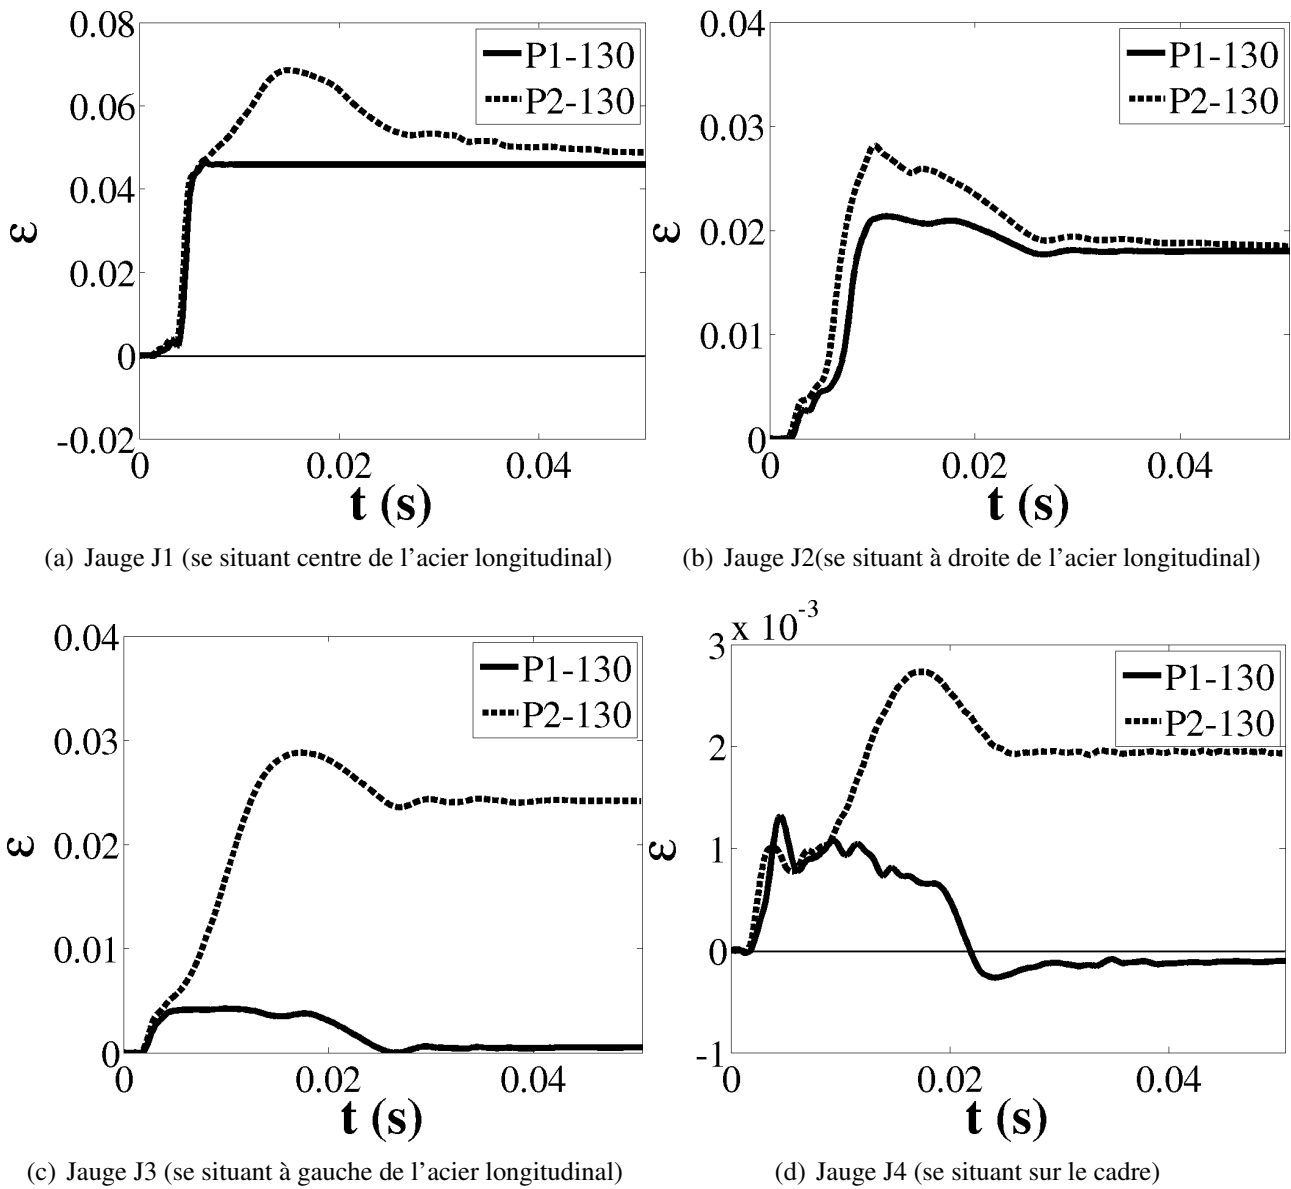 0.08
0.06
0.04
0.02
0
-0.02
ε
0
0.02
0.04
t (s)
P1-130
P2-130
(a) Jauge J1 (se situant centre de l'acier longitudinal)
0.04
0.03
0.02
0.01
0
ε
0
0.02
0.04
t (s)
P1-130
P2-130
(b) Jauge J2(se situant à droite de l'acier longitudinal)
0.04
0.03
0.02
0.01
0
ε
0
0.02
0.04
t (s)
P1-130
P2-130
(c) Jauge J3 (se situant à gauche de l'acier longitudinal)
x 10⁻³
3
2
1
0
-1
ε
0
0.02
0.04
t (s)
P1-130
P2-130
(d) Jauge J4 (se situant sur le cadre)